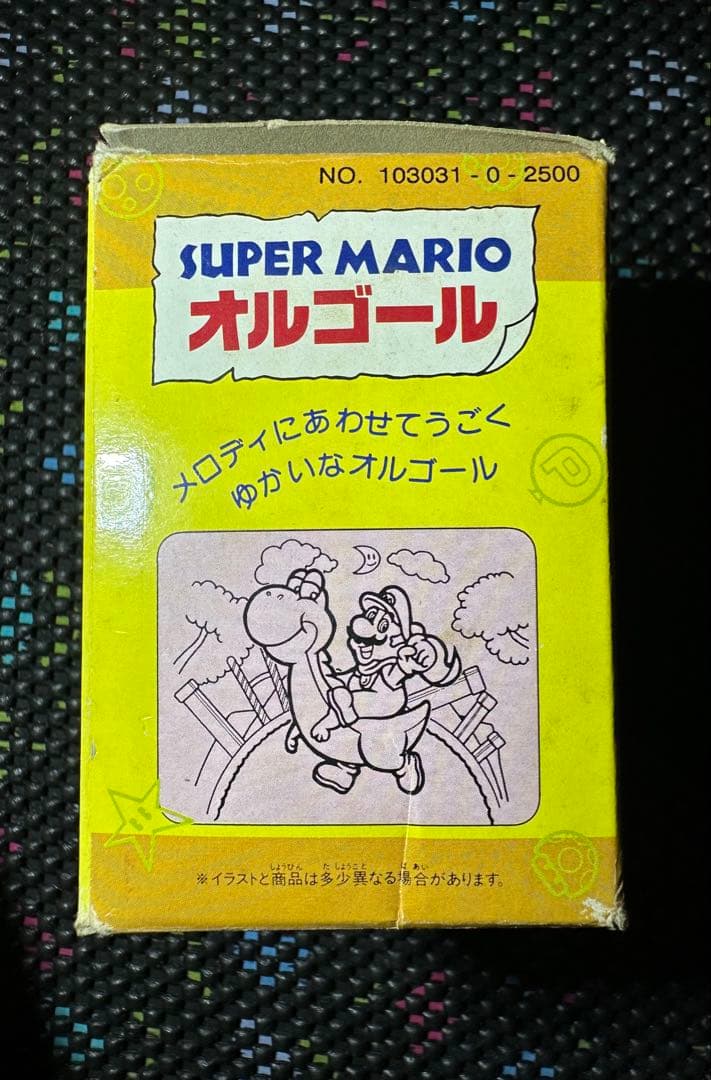 NO. 103031 - 0 - 2500
SUPER MARIO
オルゴール
メロディにあわせてうごく
ゆかいなオルゴール
P
※イラストと商品は多少異なる場合があります。